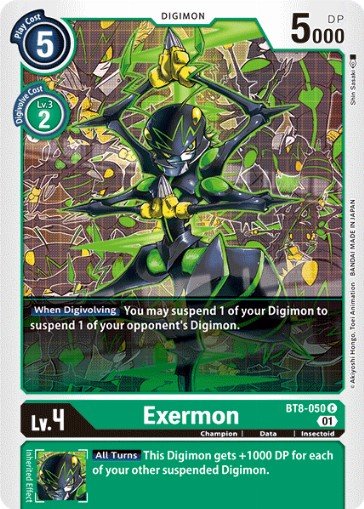 Play Cost
5
DIGIMON
DP
5000
Digivolve Cost
Lv.3
2
Shin Sasaki
©Akiyoshi Hongo, Toei Animation BANDAI MADE IN JAPAN
When Digivolving You may suspend 1 of your Digimon to
suspend 1 of your opponent's Digimon.
BT8-050 C
Lv.4
Exermon
01
Champion | Data | Insectoid
Inherited Effect
All Turns This Digimon gets +1000 DP for each
of your other suspended Digimon.